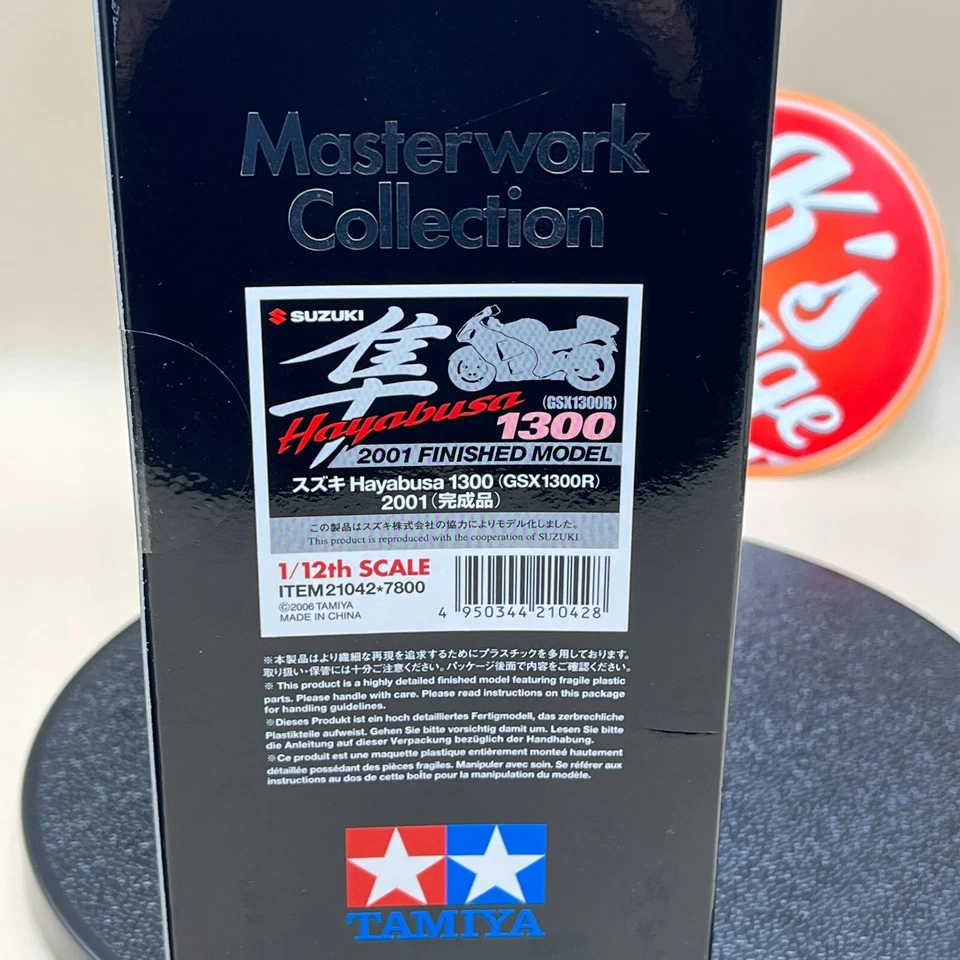 Masterwork
Collection
SUZUKI
隼
Hayabusa
(GSX1300R)
1300
2001 FINISHED MODEL
スズキ Hayabusa 1300 (GSX1300R)
2001 (完成品)
この製品はスズキ株式会社の協力によりモデル化しました。
This product is reproduced with the cooperation of SUZUKI
1/12th SCALE
ITEM 21042*7800
©2006 TAMIYA
MADE IN CHINA
4 950344 210428
※本製品はより繊細な再現を追求するためにプラスチックを多用しております。
取り扱い・保管には十分ご注意ください。パッケージ後面で内容をご確認ください。
※ This product is a highly detailed finished model featuring fragile plastic
parts. Please handle with care. Please read instructions on this package
for handling guidelines.
※Dieses Produkt ist ein hoch detailliertes Fertigmodell, das zerbrechliche
Plastikteile aufweist. Gehen Sie bitte vorsichtig damit um. Lesen Sie bitte
die Anleitung auf dieser Verpackung bezüglich der Handhabung.
※Ce produit est une maquette plastique entièrement monté hautement
détaillée possédant des pièces fragiles. Manipuler avec soin. Se référer aux
instructions au dos de cette boîte pour la manipulation du modèle.
TAMIYA